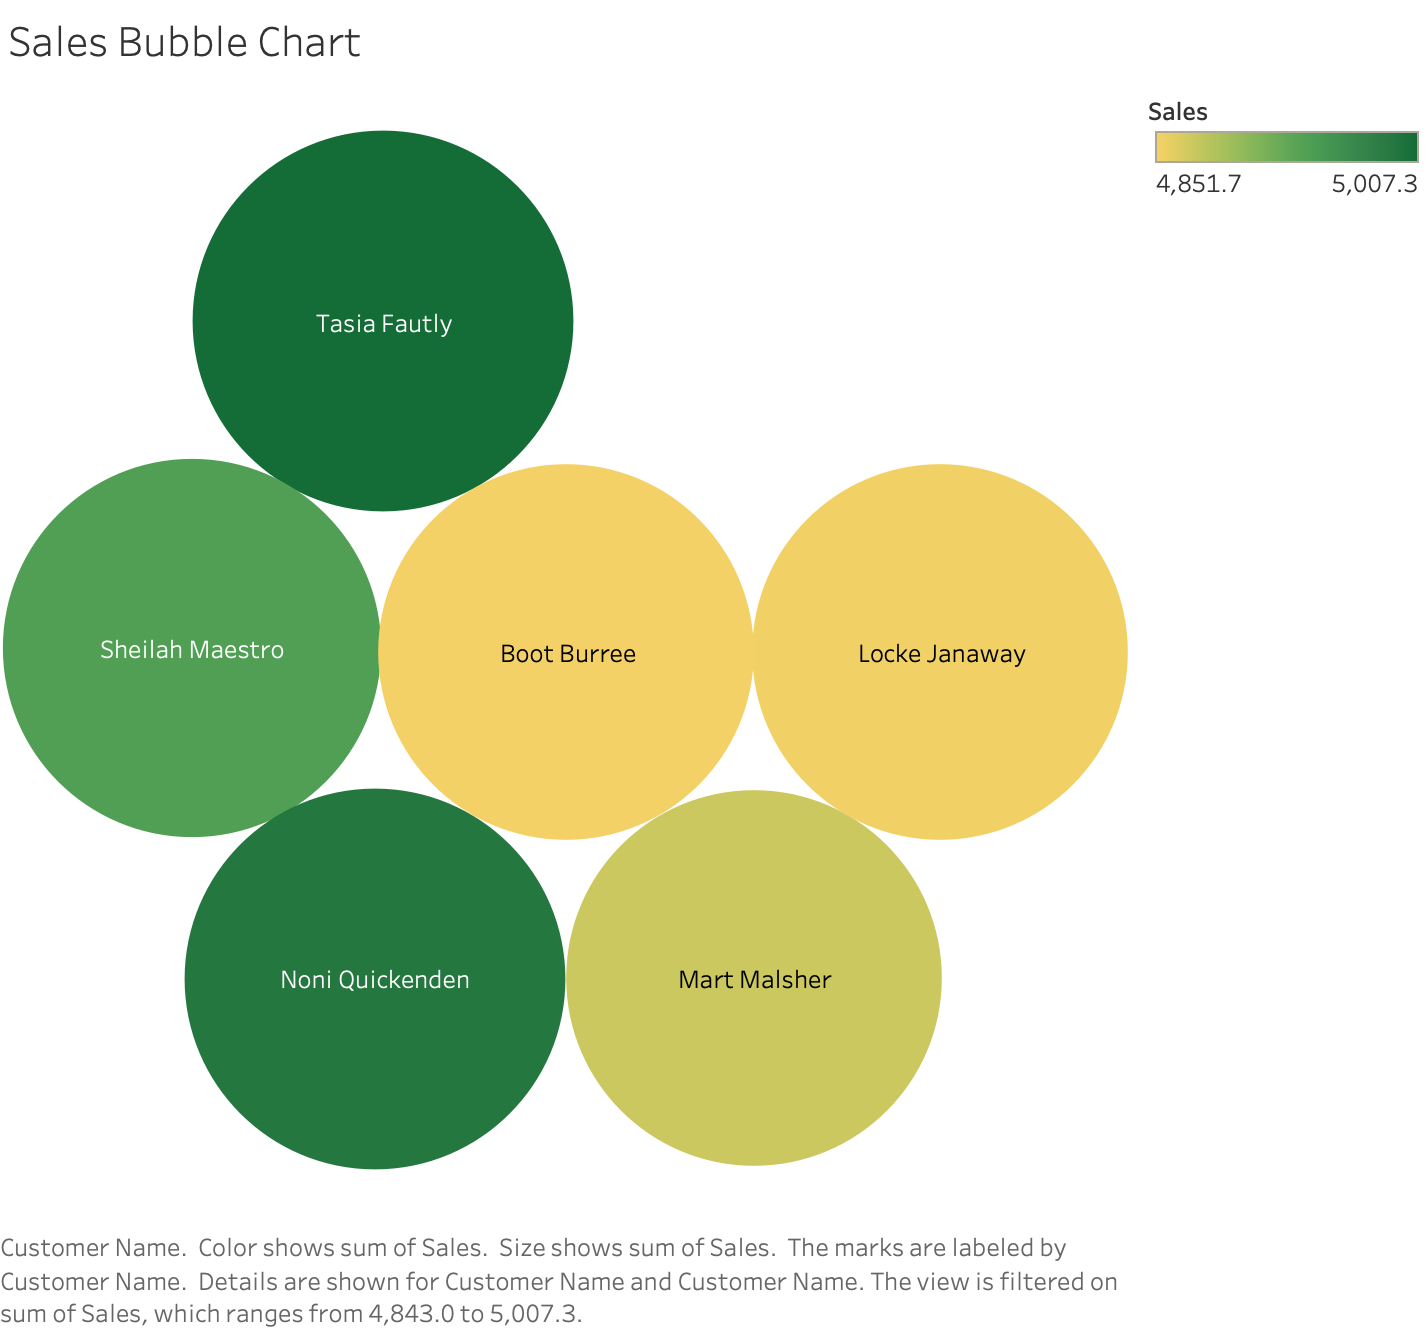 Sales Bubble Chart
Sales
4,851.7 5,007.3
Tasia Fautly
Sheilah Maestro
Boot Burree
Locke Janaway
Noni Quickenden
Mart Malsher
Customer Name.  Color shows sum of Sales.  Size shows sum of Sales.  The marks are labeled by
Customer Name.  Details are shown for Customer Name and Customer Name. The view is filtered on
sum of Sales, which ranges from 4,843.0 to 5,007.3.